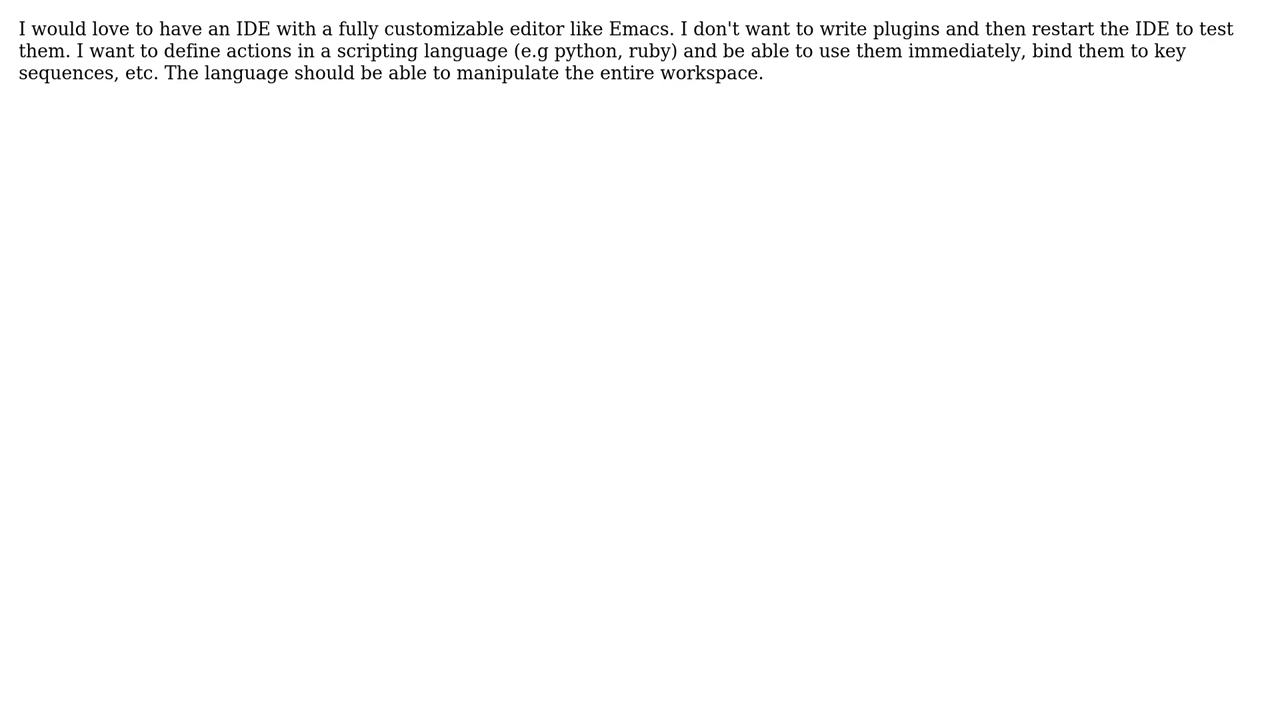 I would love to have an IDE with a fully customizable editor like Emacs. I don't want to write plugins and then restart the IDE to test
them. I want to define actions in a scripting language (e.g python, ruby) and be able to use them immediately, bind them to key
sequences, etc. The language should be able to manipulate the entire workspace.